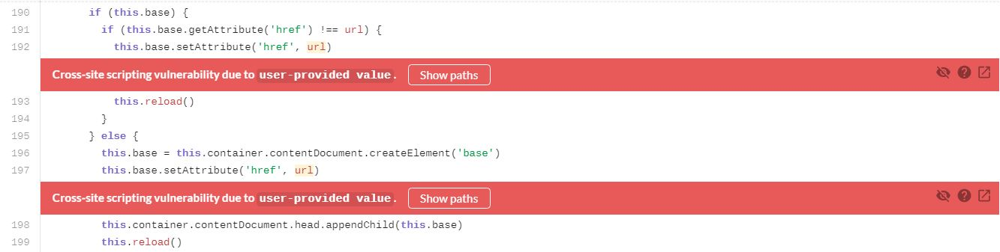 190 if (this.base) {
191 if (this.base.getAttribute('href') !== url) {
192 this.base.setAttribute('href', url)
Cross-site scripting vulnerability due to user-provided value. Show paths
193 this.reload()
194 }
195 } else {
196 this.base = this.container.contentDocument.createElement('base')
197 this.base.setAttribute('href', url)
Cross-site scripting vulnerability due to user-provided value. Show paths
198 this.container.contentDocument.head.appendChild(this.base)
199 this.reload()